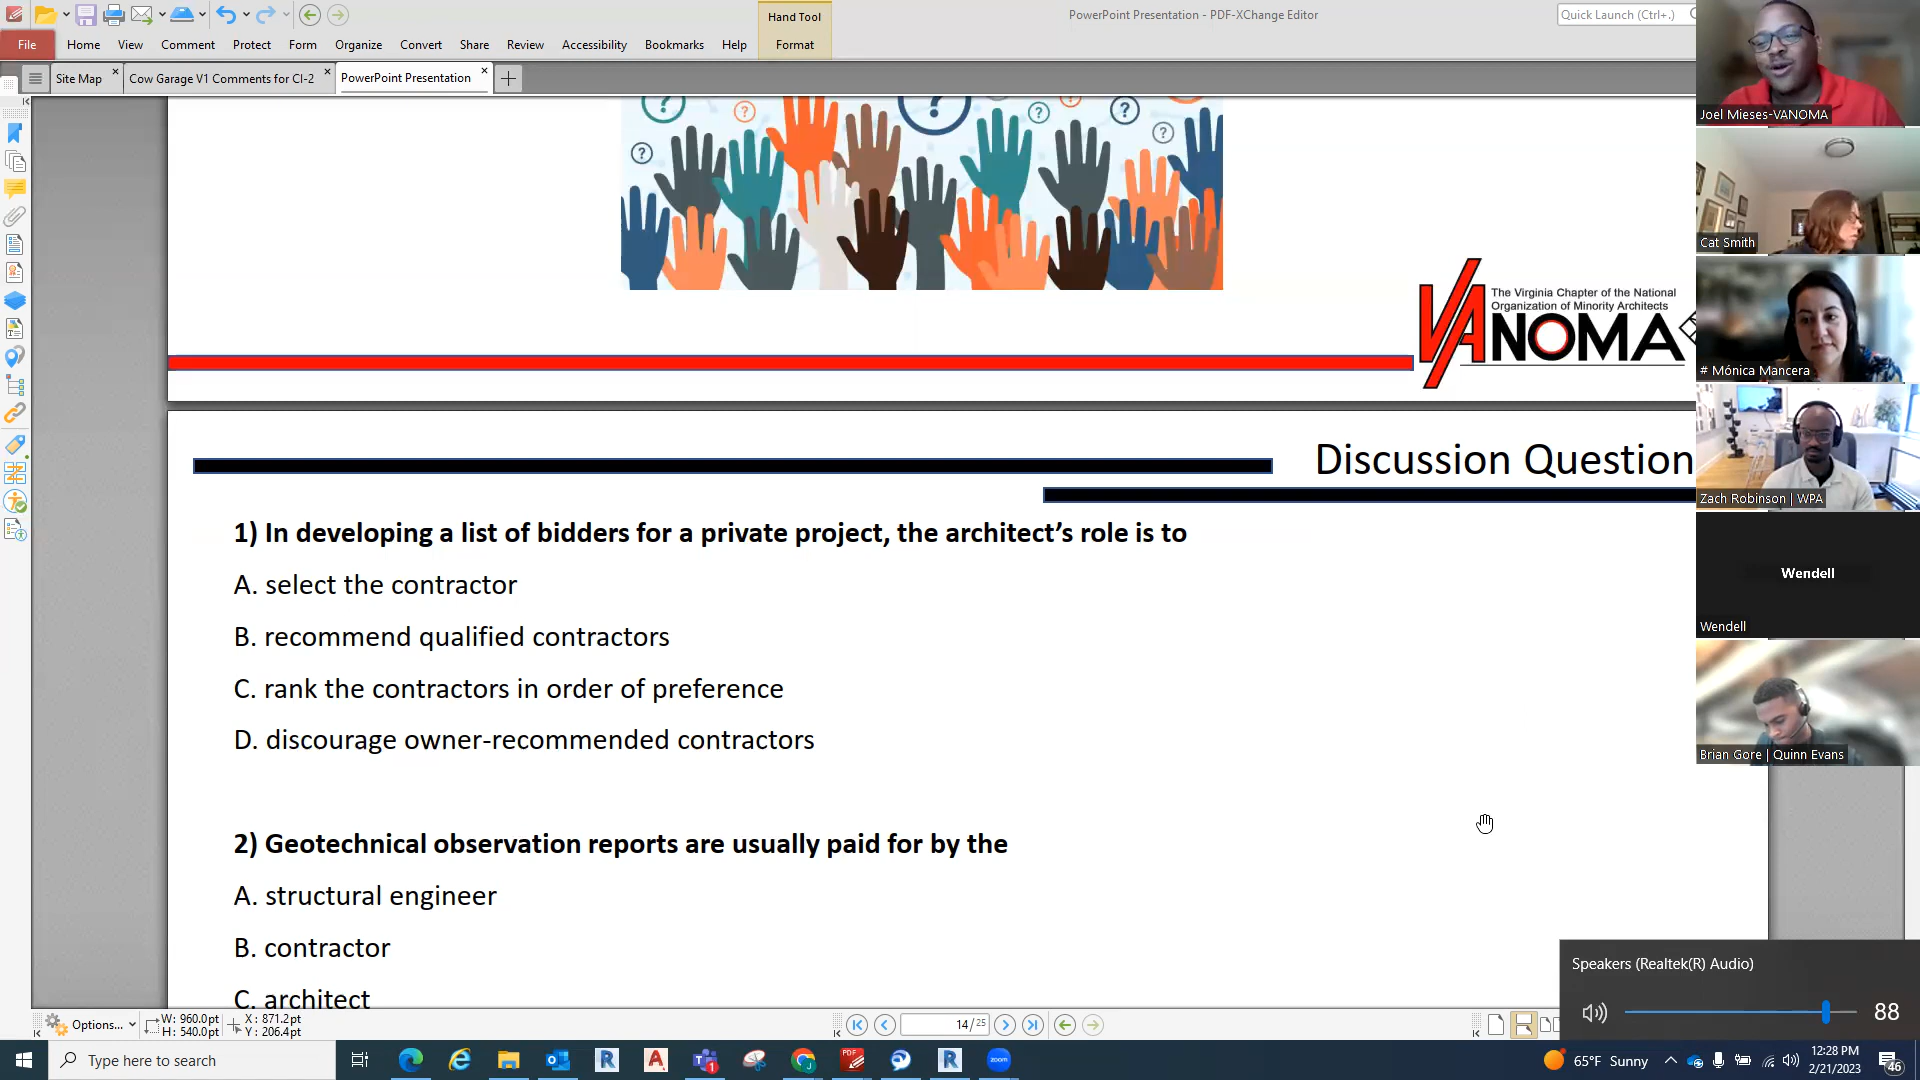 Hand Tool
PowerPoint Presentation - PDF-XChange Editor
Quick Launch (Ctrl+.)
File Home View Comment Protect Form Organize Convert Share Review Accessibility Bookmarks Help Format
Site Map
Cow Garage V1 Comments for CI-2
PowerPoint Presentation
The Virginia Chapter of the National
Organization of Minority Architects
VANOMA
Discussion Question
1) In developing a list of bidders for a private project, the architect’s role is to
A. select the contractor
B. recommend qualified contractors
C. rank the contractors in order of preference
D. discourage owner-recommended contractors
2) Geotechnical observation reports are usually paid for by the
A. structural engineer
B. contractor
C. architect
Joel Mieses-VANOMA
Cat Smith
# Mónica Mancera
Zach Robinson | WPA
Wendell
Wendell
Brian Gore | Quinn Evans
Speakers (Realtek(R) Audio)
88
Options...
W: 960.0pt
H: 540.0pt
X: 871.2pt
Y: 206.4pt
14/25
Type here to search
65°F Sunny
12:28 PM
2/21/2023
46